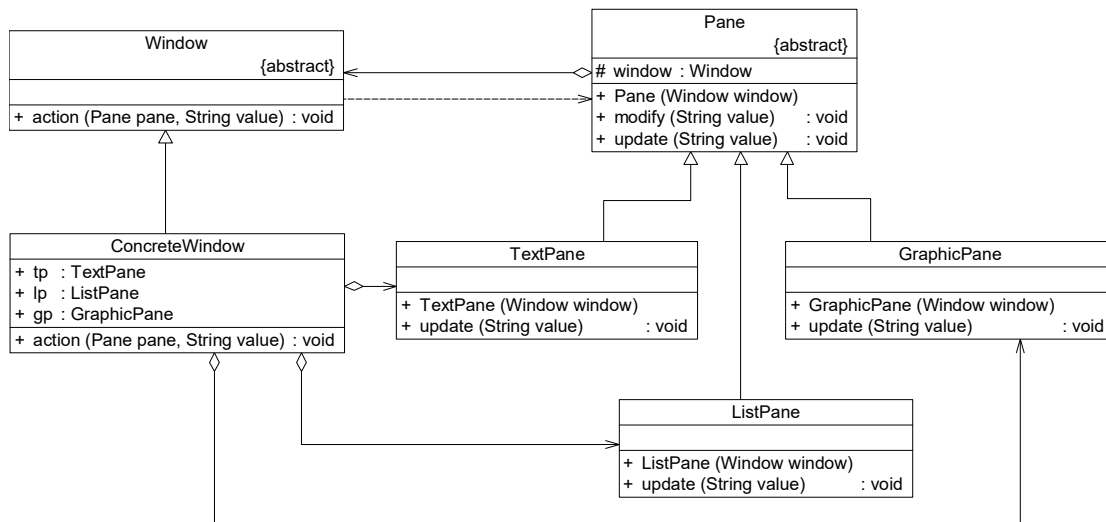 Window
{abstract}
+ action (Pane pane, String value) : void
Pane
{abstract}
# window : Window
+ Pane (Window window)
+ modify (String value) : void
+ update (String value) : void
ConcreteWindow
+ tp : TextPane
+ lp : ListPane
+ gp : GraphicPane
+ action (Pane pane, String value) : void
TextPane
+ TextPane (Window window)
+ update (String value) : void
GraphicPane
+ GraphicPane (Window window)
+ update (String value) : void
ListPane
+ ListPane (Window window)
+ update (String value) : void